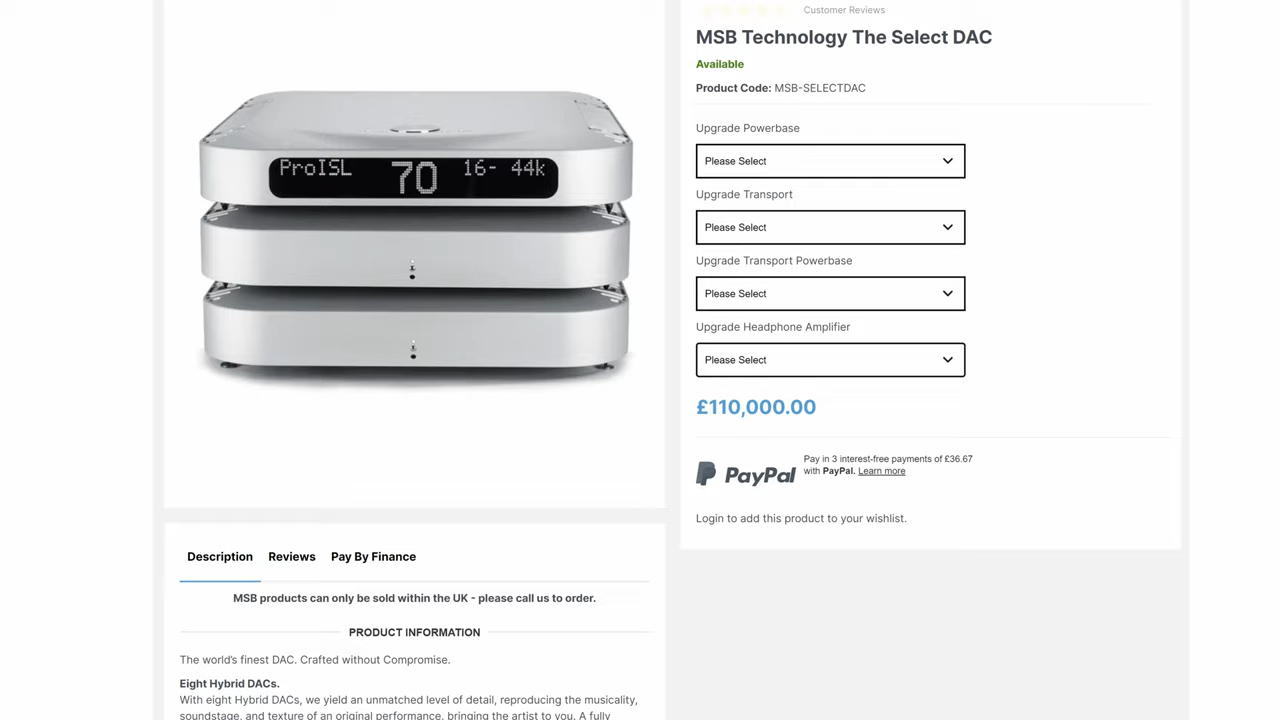 Customer Reviews
MSB Technology The Select DAC
Available
Product Code: MSB-SELECTDAC
Upgrade Powerbase
Please Select
Upgrade Transport
Please Select
Upgrade Transport Powerbase
Please Select
Upgrade Headphone Amplifier
Please Select
£110,000.00
PayPal
Pay in 3 interest-free payments of £36.67
with PayPal. Learn more
Login to add this product to your wishlist.
ProISL 70 16- 44k
Description Reviews Pay By Finance
MSB products can only be sold within the UK - please call us to order.
PRODUCT INFORMATION
The world's finest DAC. Crafted without Compromise.
Eight Hybrid DACs.
With eight Hybrid DACs, we yield an unmatched level of detail, reproducing the musicality,
soundstage, and texture of an original performance, bringing the artist to you. A fully